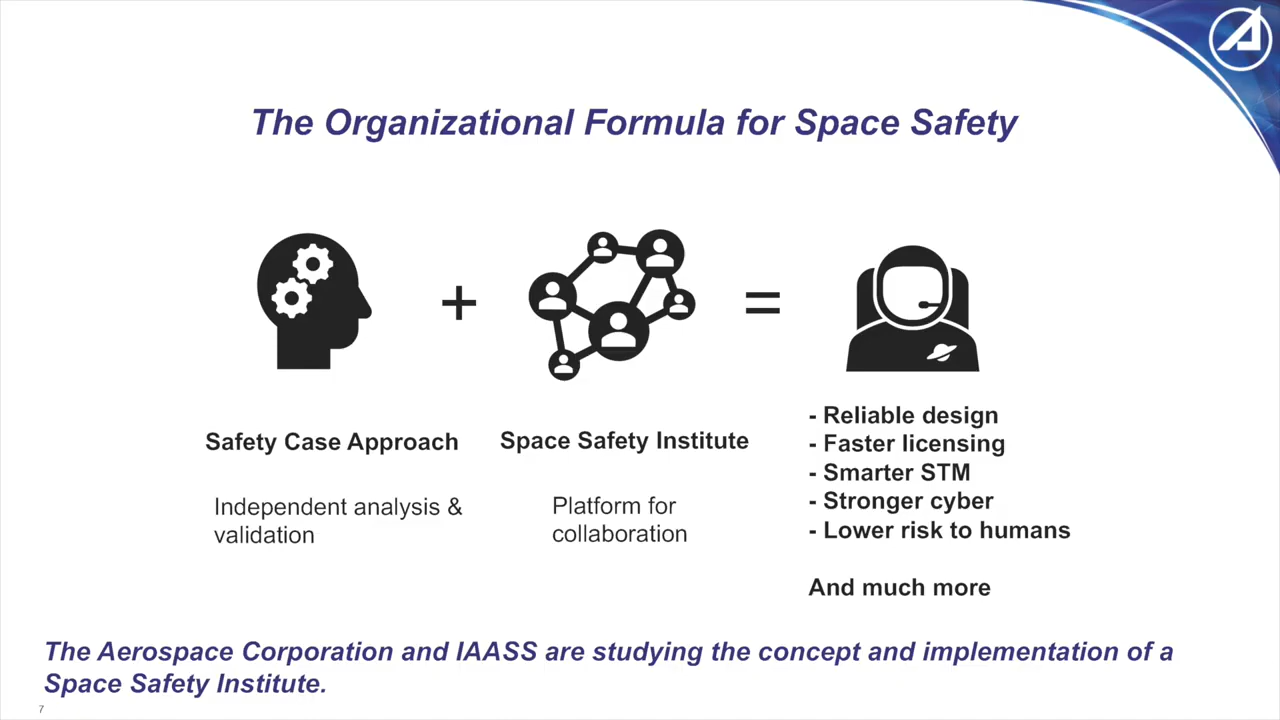 The Organizational Formula for Space Safety
+
=
Safety Case Approach
Independent analysis &
validation
Space Safety Institute
Platform for
collaboration
- Reliable design
- Faster licensing
- Smarter STM
- Stronger cyber
- Lower risk to humans
And much more
The Aerospace Corporation and IAASS are studying the concept and implementation of a
Space Safety Institute.
7